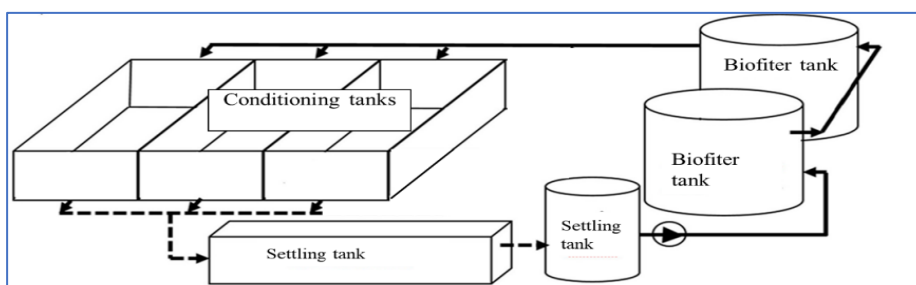 Biofiter tank
Conditioning tanks
Biofiter
tank
Settling
tank
Settling tank